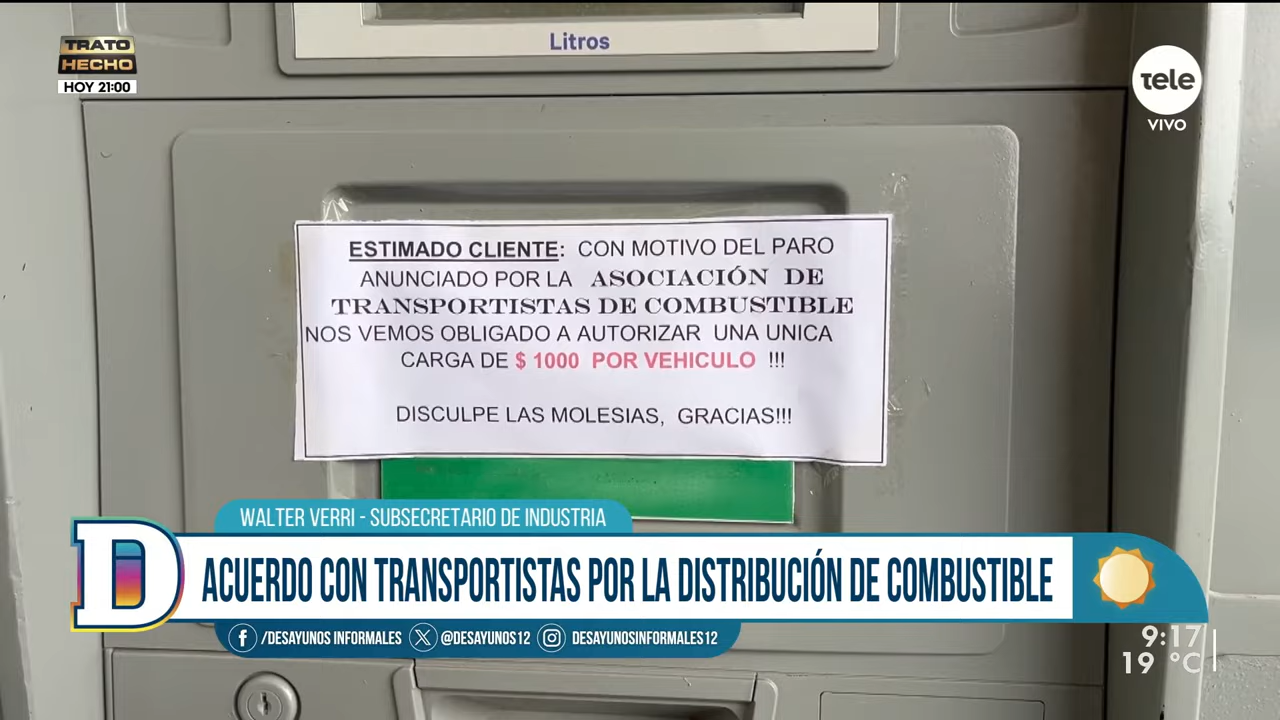 Litros
TRATO
HECHO
HOY 21:00
tele
VIVO
ESTIMADO CLIENTE: CON MOTIVO DEL PARO
ANUNCIADO POR LA ASOCIACIÓN DE
TRANSPORTISTAS DE COMBUSTIBLE
NOS VEMOS OBLIGADO A AUTORIZAR UNA UNICA
CARGA DE $ 1000 POR VEHICULO !!!
DISCULPE LAS MOLESIAS, GRACIAS!!!
WALTER VERRI - SUBSECRETARIO DE INDUSTRIA
D
ACUERDO CON TRANSPORTISTAS POR LA DISTRIBUCIÓN DE COMBUSTIBLE
/DESAYUNOS INFORMALES @DESAYUNOS12 DESAYUNOSINFORMALES12
9:17
19 °C